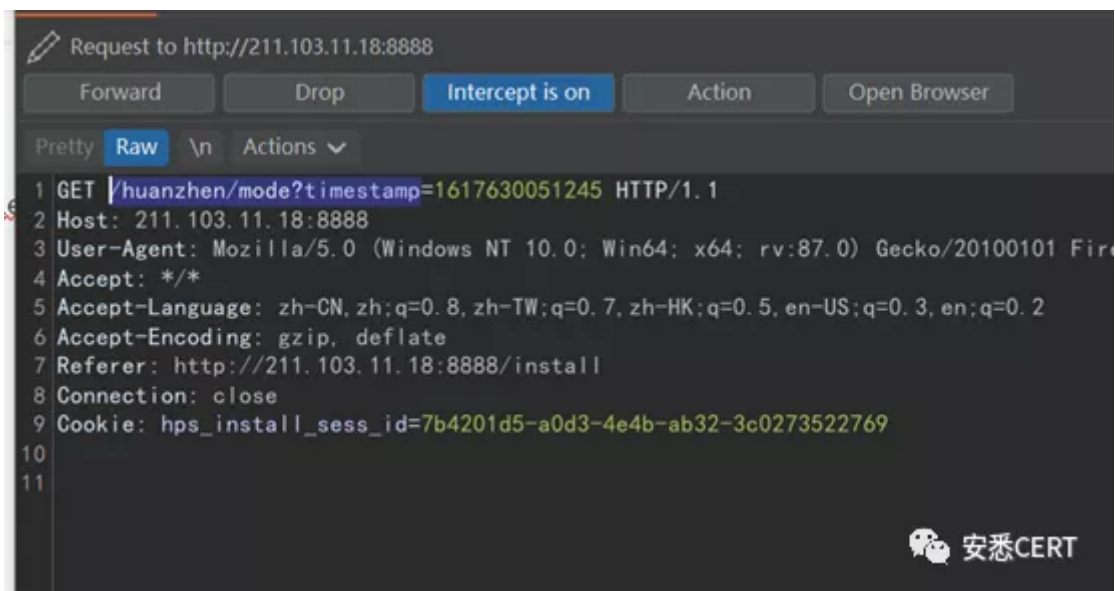 Request to http://211.103.11.18:8888
Forward Drop Intercept is on Action Open Browser
Pretty Raw \n Actions
1 GET /huanzhen/mode?timestamp=1617630051245 HTTP/1.1
2 Host: 211.103.11.18:8888
3 User-Agent: Mozilla/5.0 (Windows NT 10.0; Win64; x64; rv:87.0) Gecko/20100101 Fire
4 Accept: */*
5 Accept-Language: zh-CN,zh;q=0.8,zh-TW;q=0.7,zh-HK;q=0.5,en-US;q=0.3,en;q=0.2
6 Accept-Encoding: gzip, deflate
7 Referer: http://211.103.11.18:8888/install
8 Connection: close
9 Cookie: hps_install_sess_id=7b4201d5-a0d3-4e4b-ab32-3c0273522769
10
11
安悉CERT